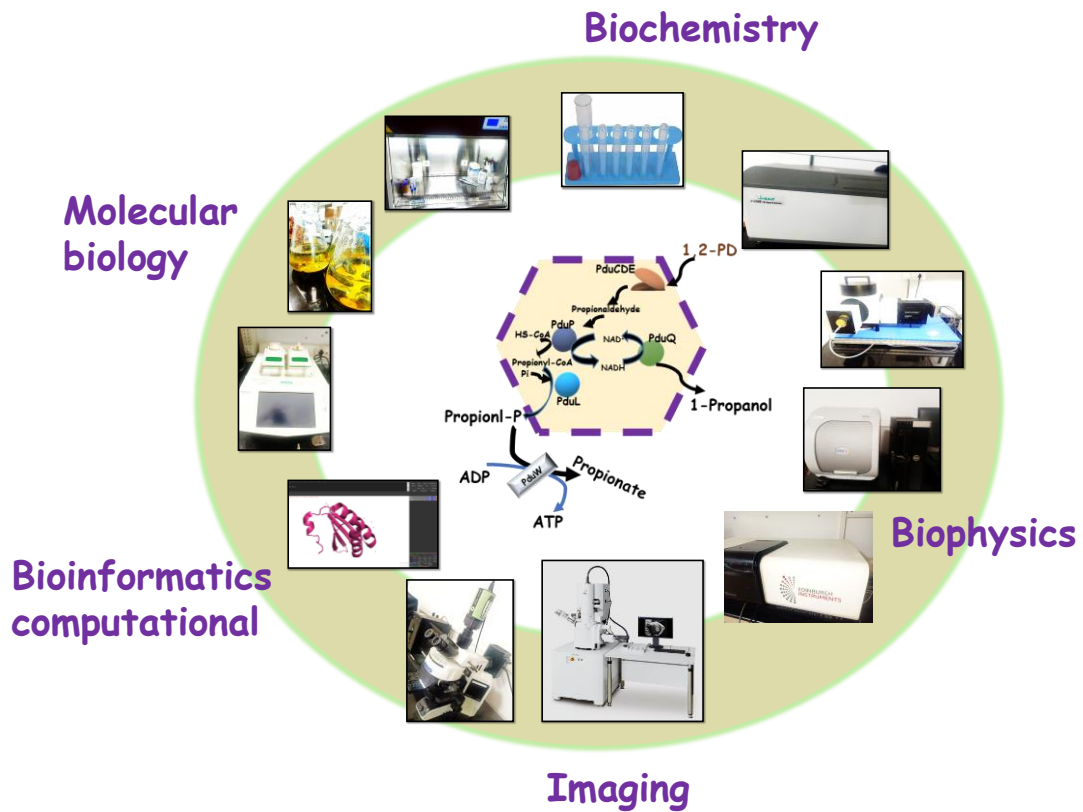 Biochemistry
Molecular
biology
1,2-PD
PduCDE
Propionaldehyde
PduP
HS-CoA
NAD⁺
PduQ
Propionyl-CoA
NADH
Pi
PduL
1-Propanol
Propionl-P
ADP
PduW
Propionate
ATP
Biophysics
EDINBURGH
INSTRUMENTS
Bioinformatics
computational
Imaging